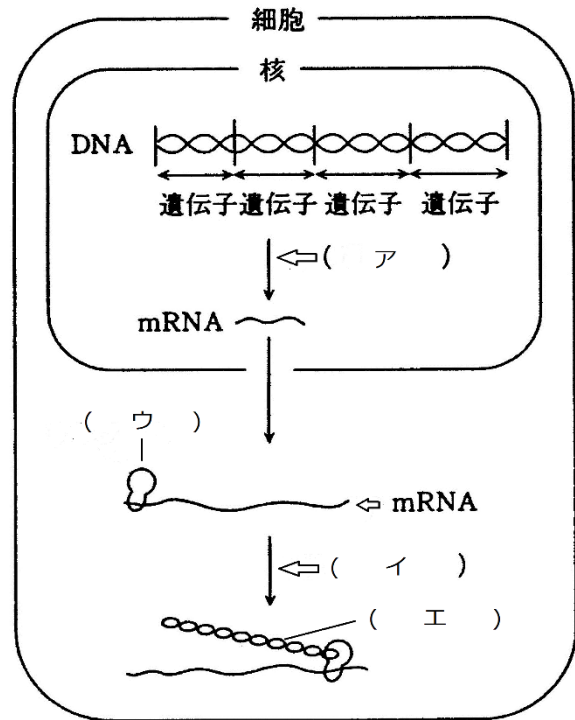 細胞
核
DNA
遺伝子 遺伝子 遺伝子 遺伝子
( ア )
mRNA
( ウ )
mRNA
( イ )
( エ )